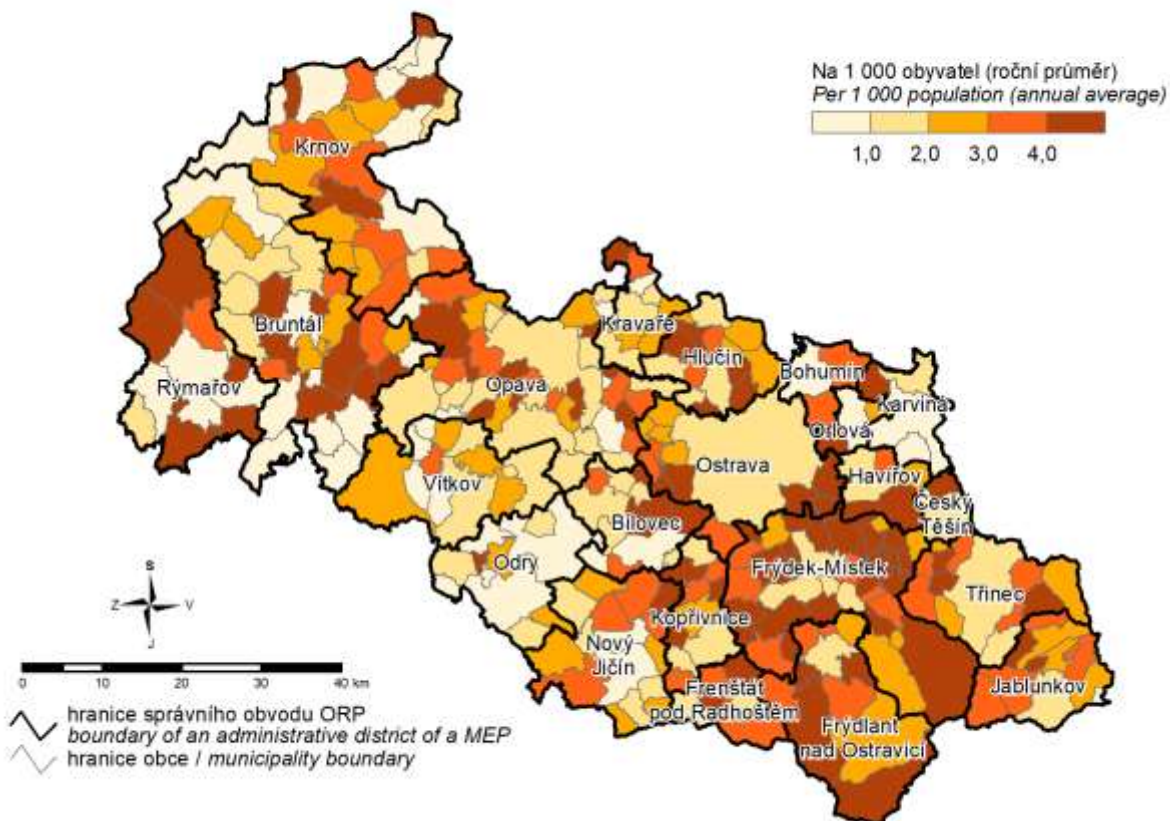 Na 1 000 obyvatel (roční průměr)
Per 1 000 population (annual average)
1,0 2,0 3,0 4,0
Krnov
Bruntál
Rýmařov
Kravaře
Hlučín
Bohumín
Opava
Karviná
Orlová
Ostrava
Havířov
Vítkov
Český
Těšín
Bílovec
Odry
Frýdek-Místek
Třinec
Kopřivnice
Nový
Jičín
Frenštát
pod Radhoštěm
Jablunkov
Frýdlant
nad Ostravicí
S
Z V
J
0 10 20 30 40 km
hranice správního obvodu ORP
boundary of an administrative district of a MEP
hranice obce / municipality boundary